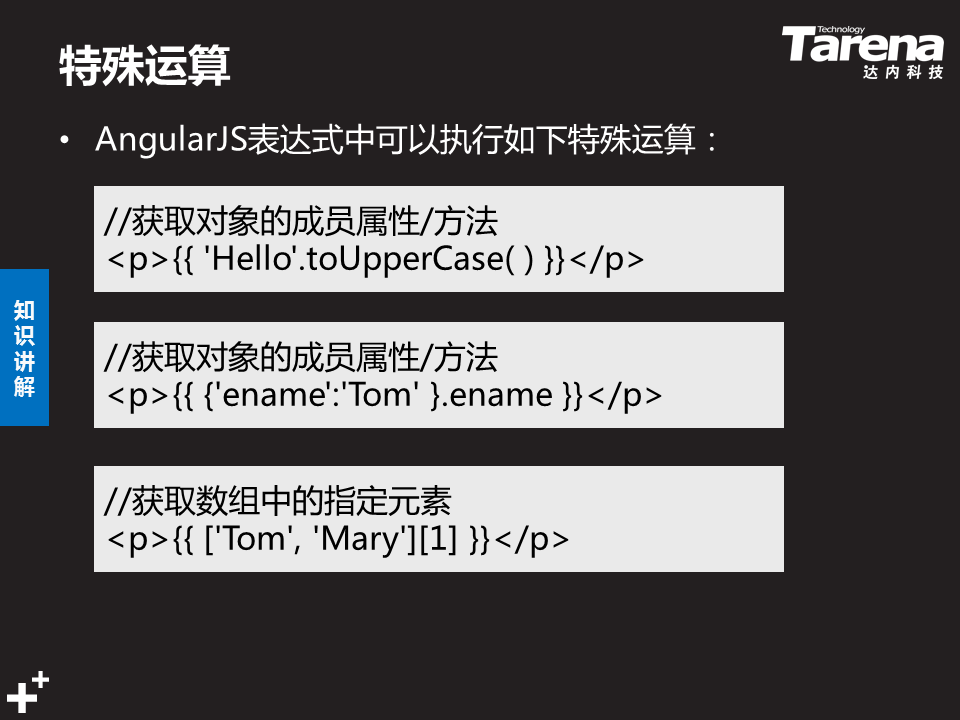 特殊运算
Technology
Tarena
达内科技
• AngularJS表达式中可以执行如下特殊运算：
//获取对象的成员属性/方法
<p>{{ 'Hello'.toUpperCase( ) }}</p>
知识讲解
//获取对象的成员属性/方法
<p>{{ {'ename':'Tom' }.ename }}</p>
//获取数组中的指定元素
<p>{{ ['Tom', 'Mary'][1] }}</p>